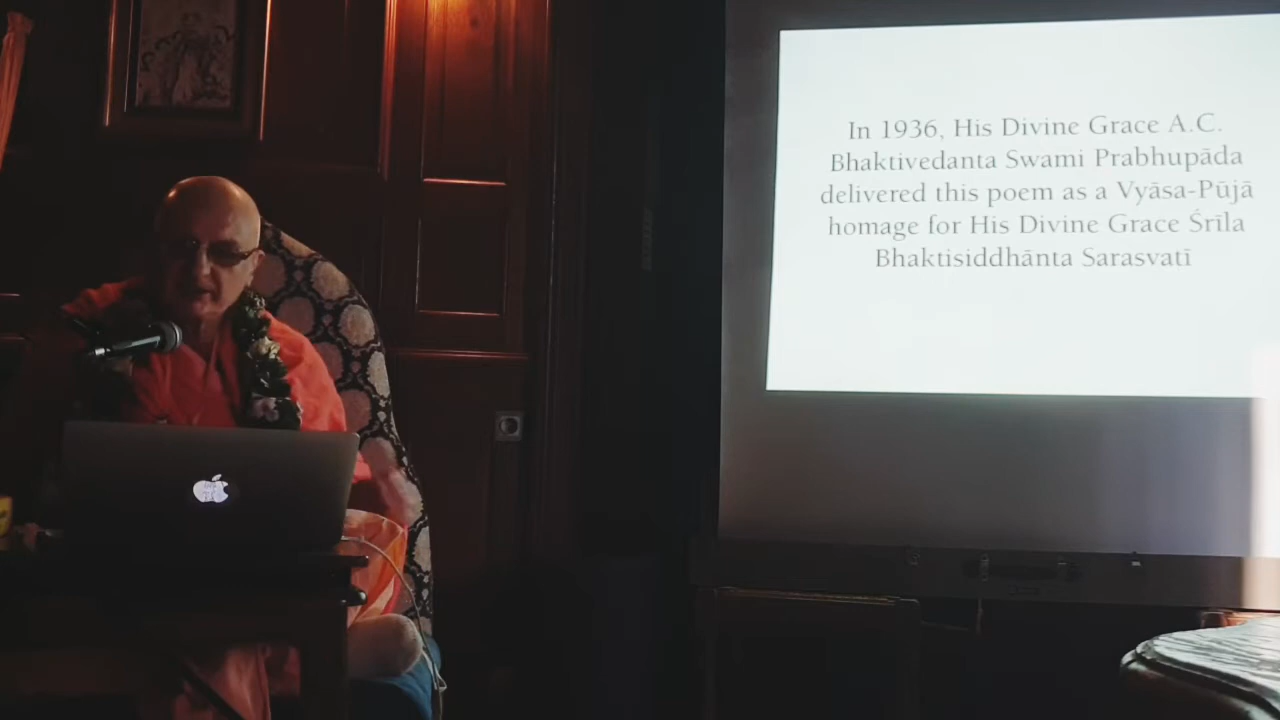 In 1936, His Divine Grace A.C.
Bhaktivedanta Swami Prabhupāda
delivered this poem as a Vyāsa-Pūjā
homage for His Divine Grace Śrīla
Bhaktisiddhānta Sarasvatī